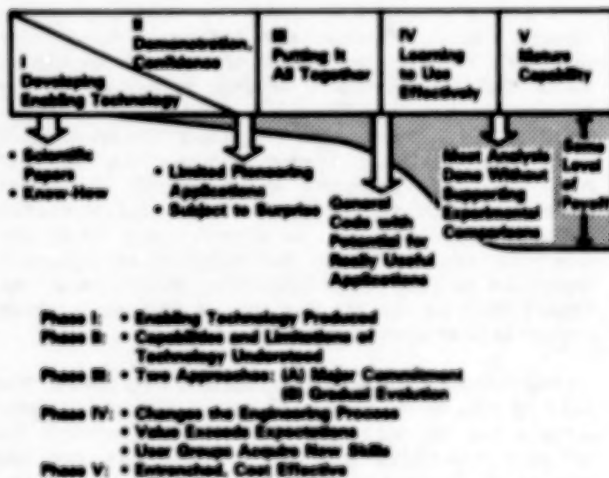 I
Developing
Enabling Technology
II
Demonstration,
Confidence
III
Putting It
All Together
IV
Learning
to Use
Effectively
V
Mature
Capability
• Scientific
Papers
• Know-How
• Limited Pioneering
Applications
• Subject to Surprise
General
Code with
Potential for
Really Useful
Applications
Most Analysis
Done Without
Supporting
Experimental
Comparisons
Some
Level
of
Payoff
Phase I: • Enabling Technology Produced
Phase II: • Capabilities and Limitations of
Technology Understood
Phase III: • Two Approaches: (A) Major Commitment
(B) Gradual Evolution
Phase IV: • Changes the Engineering Process
• Value Exceeds Expectations
• User Groups Acquire New Skills
Phase V: • Entrenched, Cost Effective